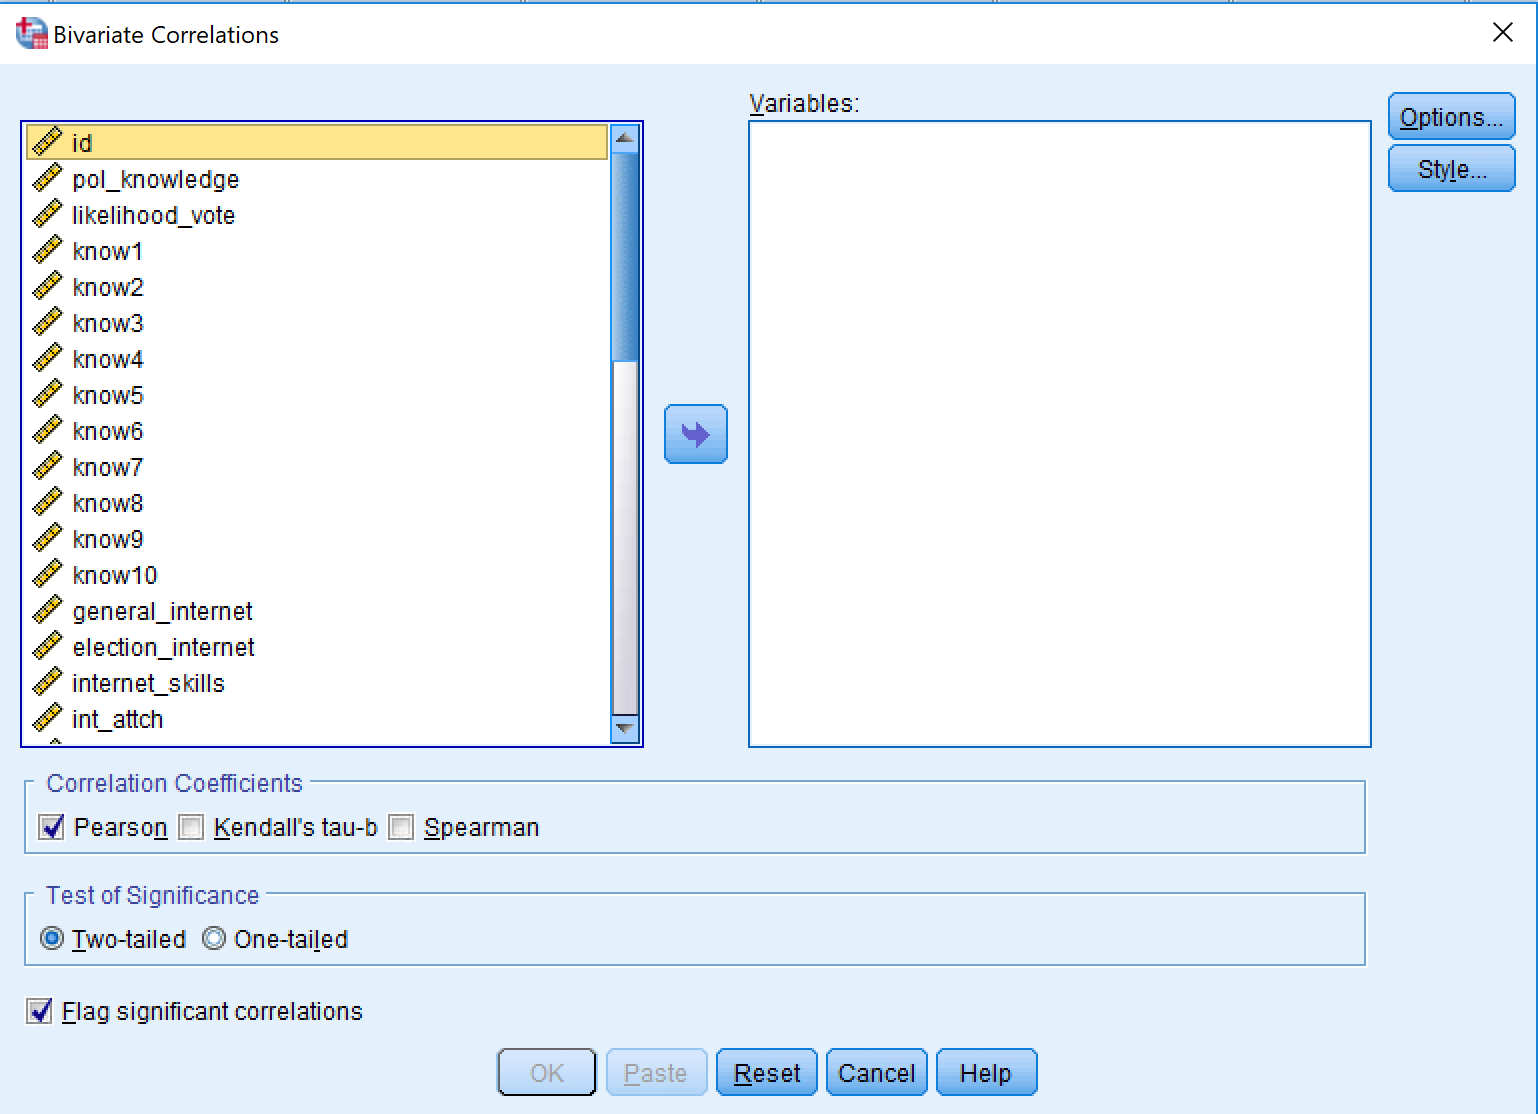 Bivariate Correlations
Variables:
id
pol_knowledge
likelihood_vote
know1
know2
know3
know4
know5
know6
know7
know8
know9
know10
general_internet
election_internet
internet_skills
int_attch
Options...
Style...
Correlation Coefficients
Pearson Kendall's tau-b Spearman
Test of Significance
Two-tailed One-tailed
Flag significant correlations
OK Paste Reset Cancel Help